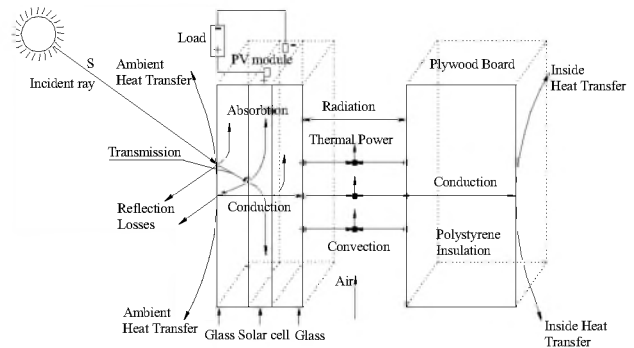 Load
S
PV module
Ambient
Heat Transfer
Plywood Board
Inside
Heat Transfer
Incident ray
Absorbtion
Radiation
Thermal Power
Transmission
Conduction
Conduction
Reflection
Losses
Convection
Polystyrene
Insulation
Air
Ambient
Heat Transfer
Glass Solar cell Glass
Inside Heat
Transfer